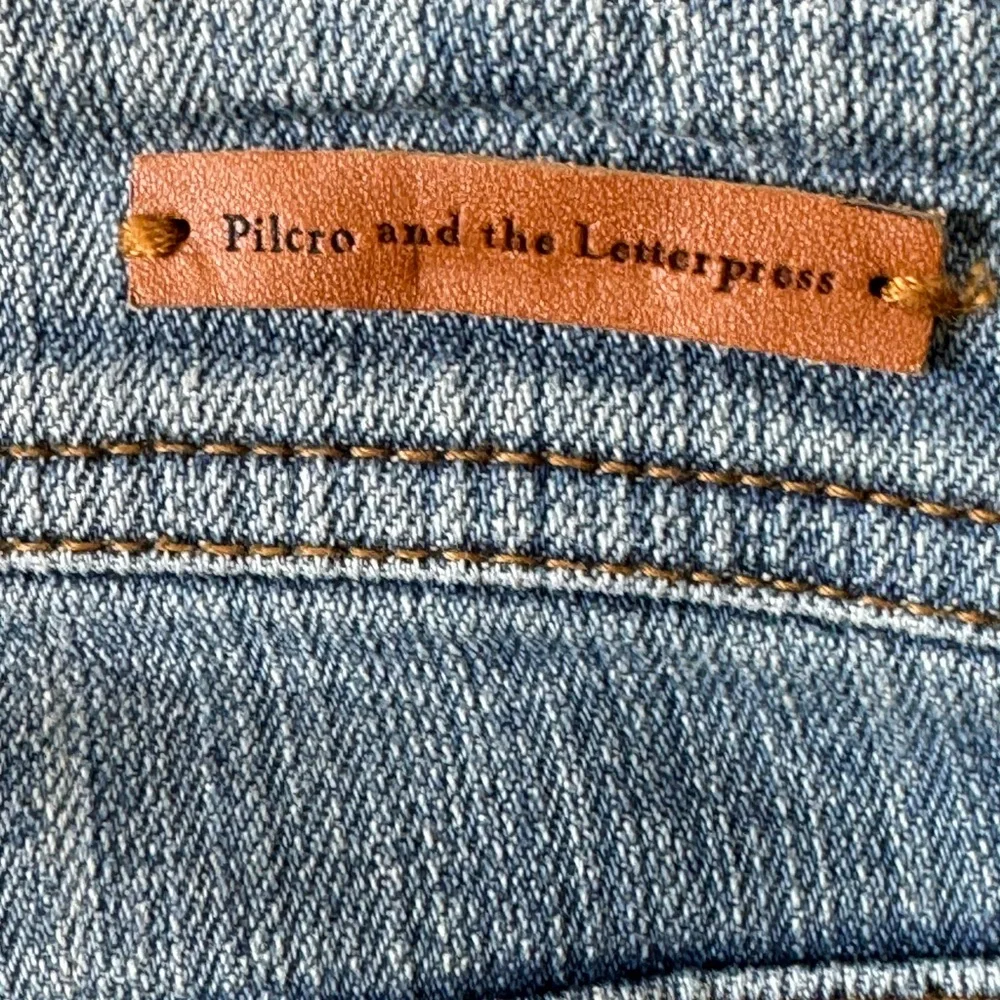 Pilcro and the Letterpress